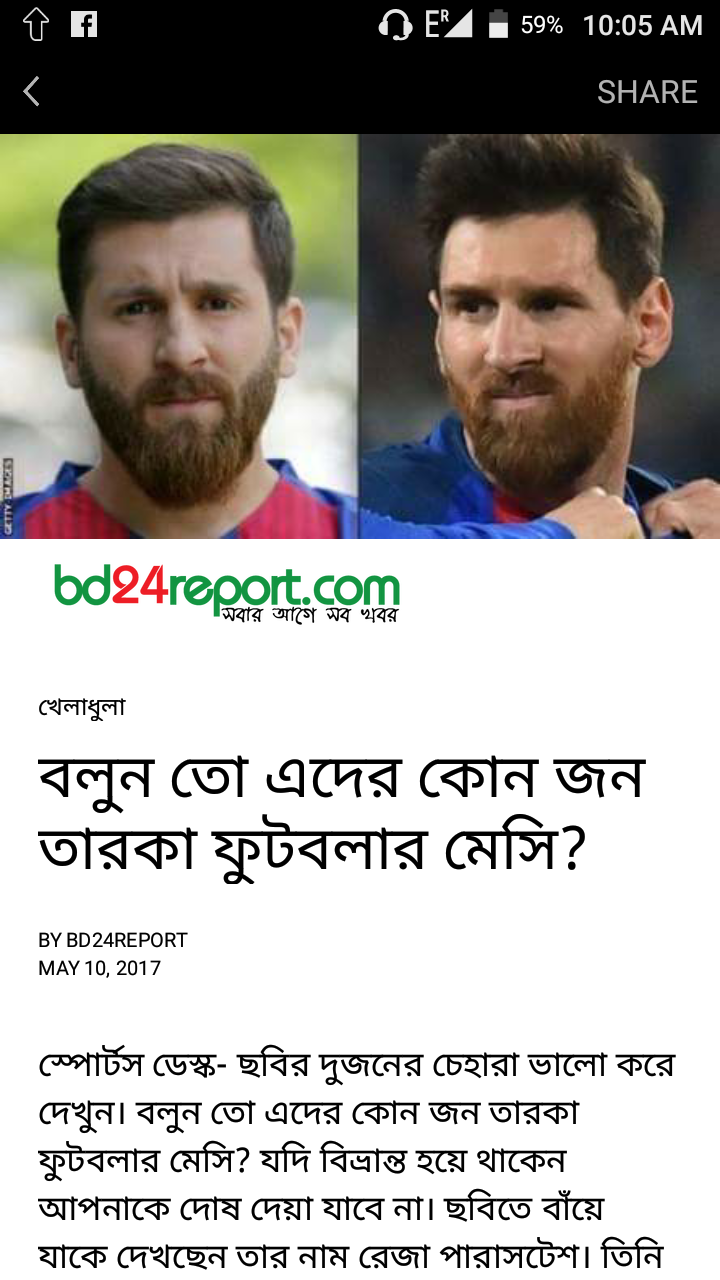 59% 10:05 AM
SHARE
GETTY IMAGES
bd24report.com
সবার আগে সব খবর
খেলাধুলা
বলুন তো এদের কোন জন
তারকা ফুটবলার মেসি?
BY BD24REPORT
MAY 10, 2017
স্পোর্টস ডেস্ক- ছবির দুজনের চেহারা ভালো করে
দেখুন। বলুন তো এদের কোন জন তারকা
ফুটবলার মেসি? যদি বিভ্রান্ত হয়ে থাকেন
আপনাকে দোষ দেয়া যাবে না। ছবিতে বাঁয়ে
যাকে দেখছেন তার নাম রেজা পারাসটেশ। তিনি